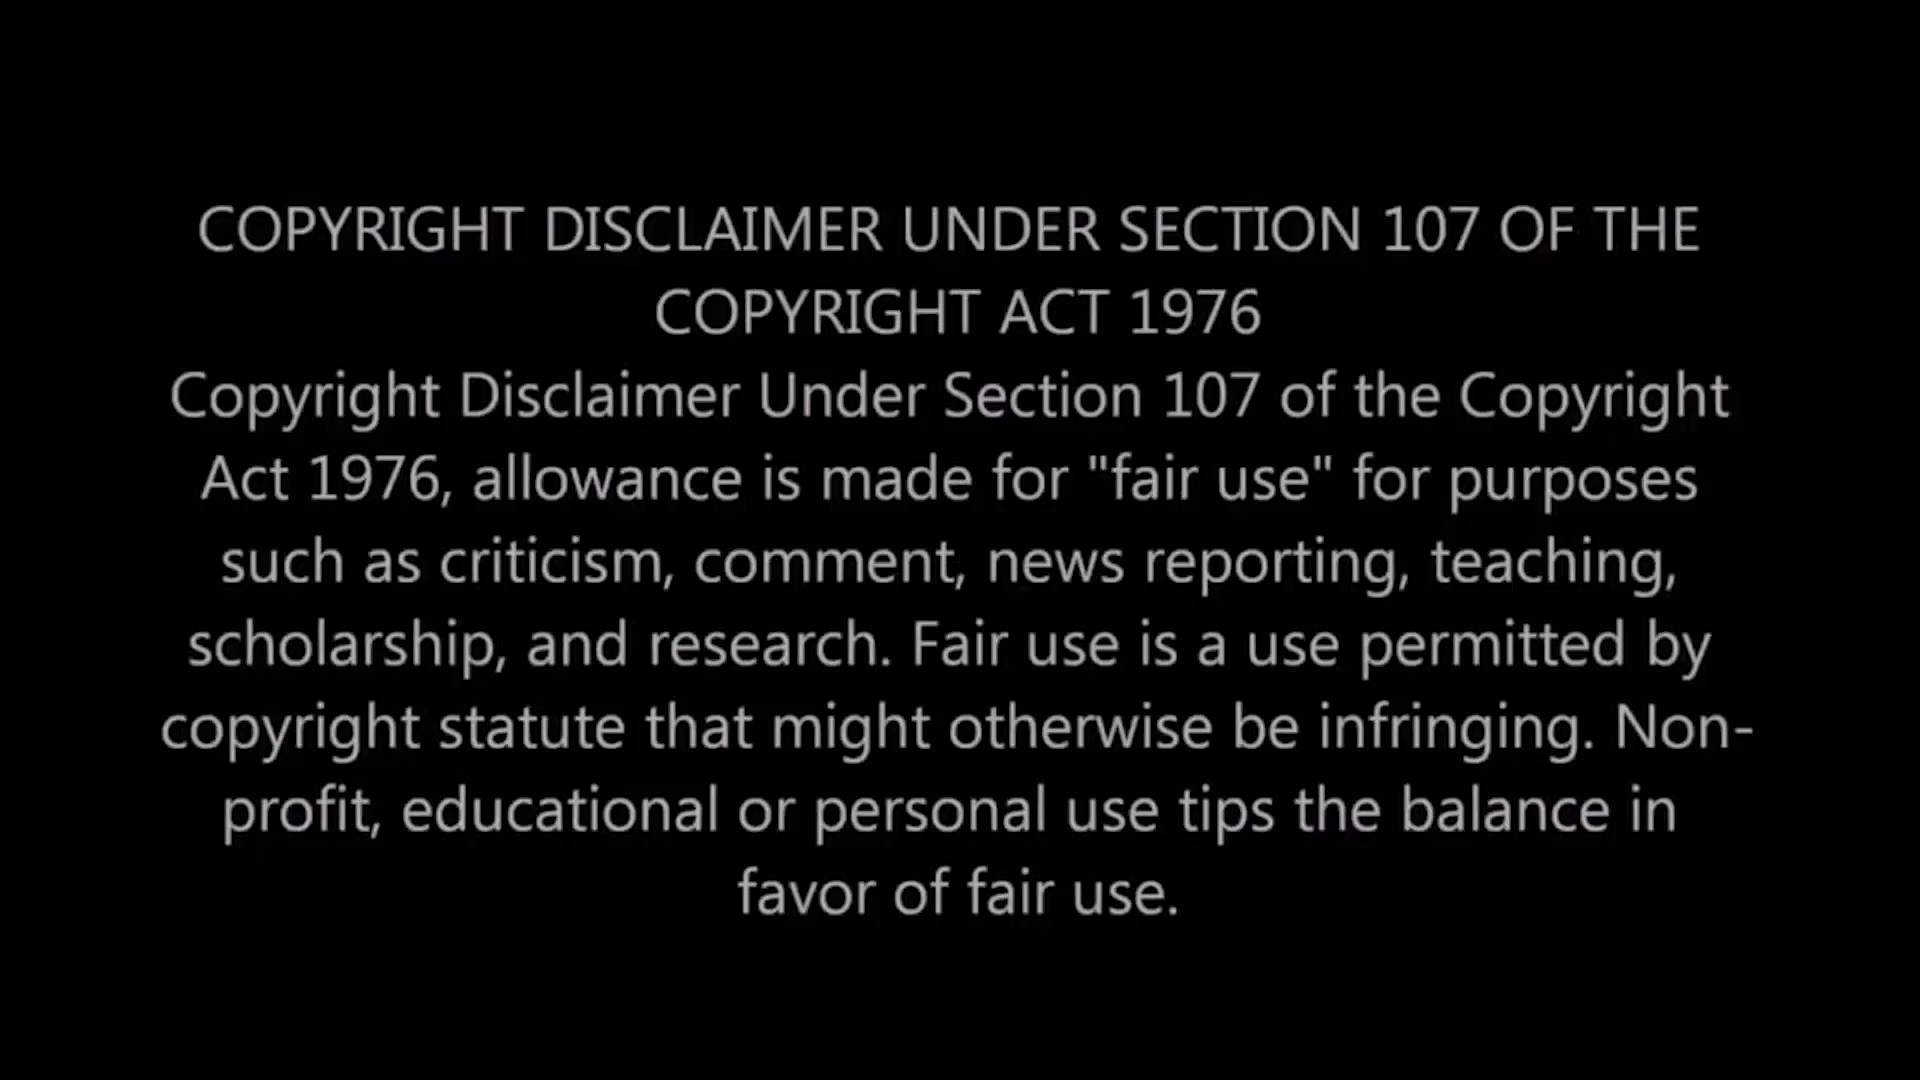 COPYRIGHT DISCLAIMER UNDER SECTION 107 OF THE
COPYRIGHT ACT 1976
Copyright Disclaimer Under Section 107 of the Copyright
Act 1976, allowance is made for "fair use" for purposes
such as criticism, comment, news reporting, teaching,
scholarship, and research. Fair use is a use permitted by
copyright statute that might otherwise be infringing. Non-
profit, educational or personal use tips the balance in
favor of fair use.